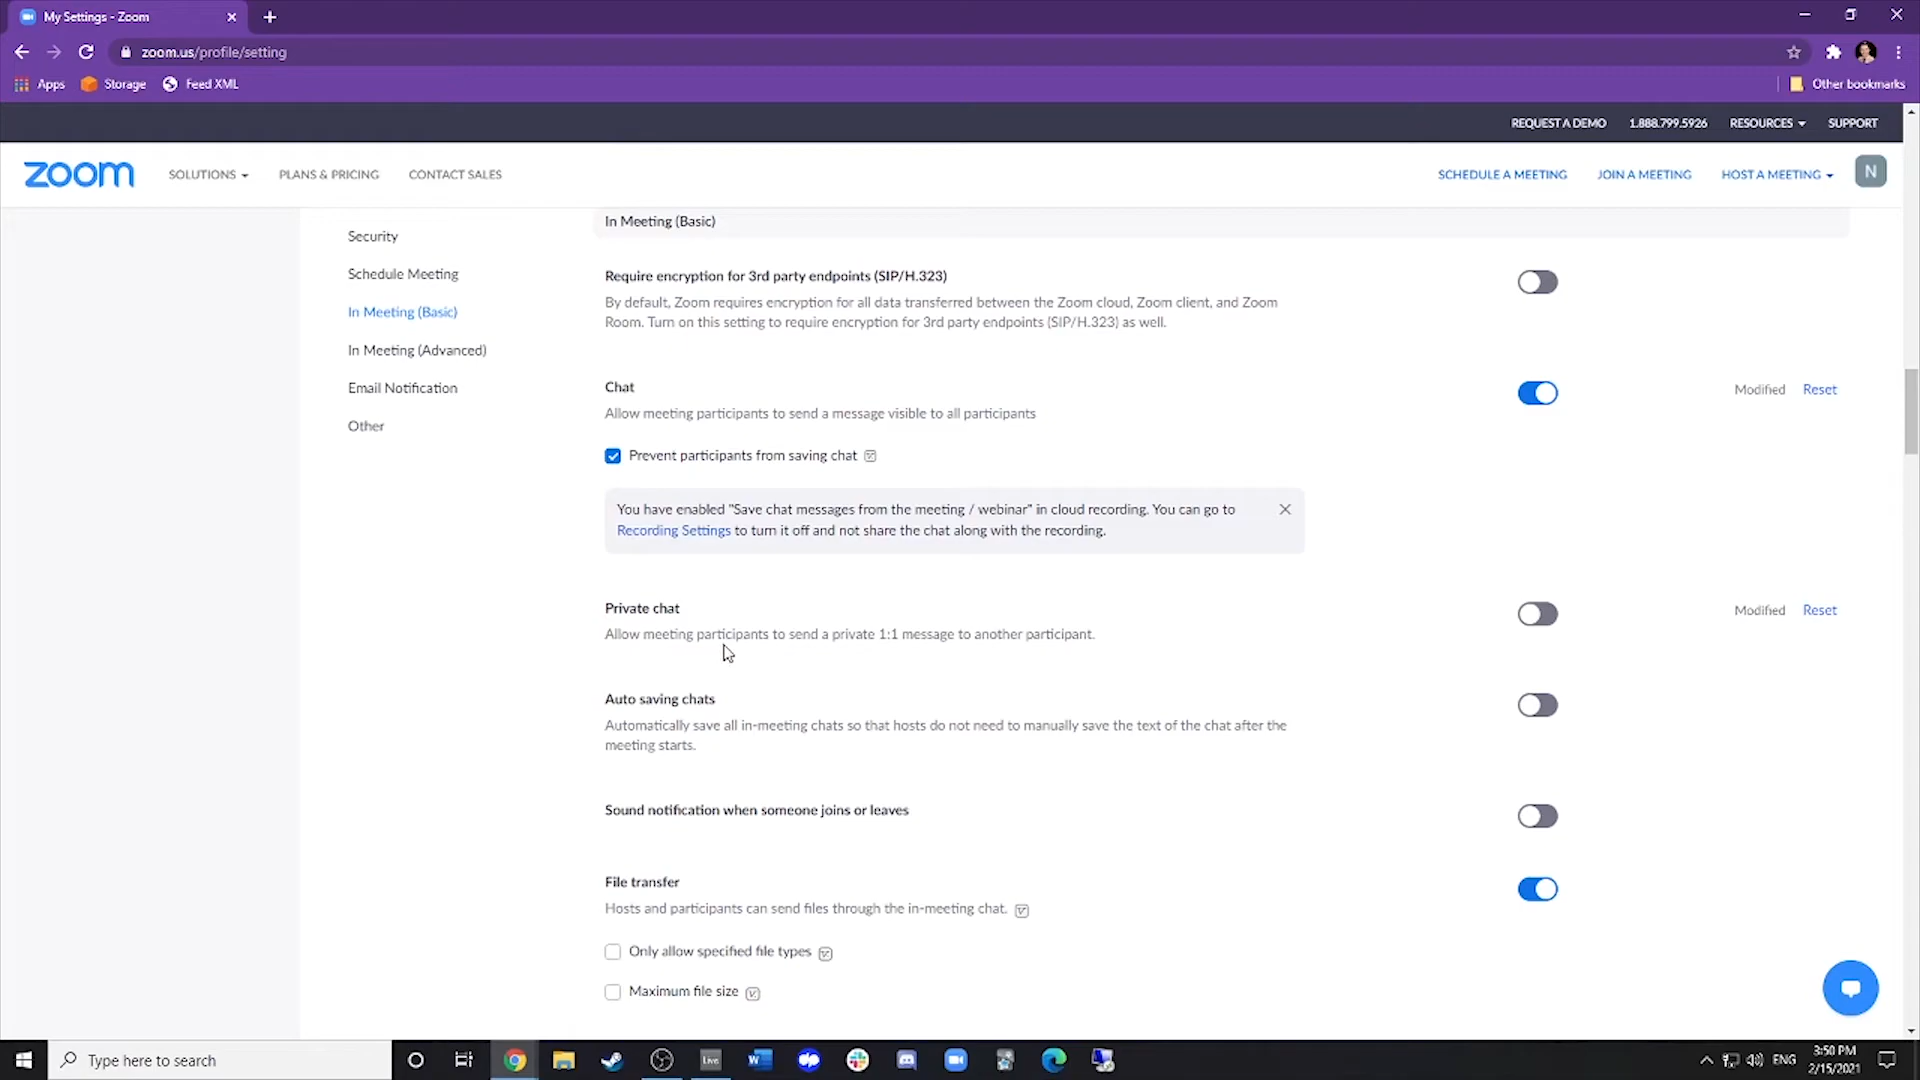 My Settings - Zoom
zoom.us/profile/setting
Apps
Storage
Feed XML
Other bookmarks
REQUEST A DEMO
1.888.799.5926
RESOURCES
SUPPORT
zoom
SOLUTIONS
PLANS & PRICING
CONTACT SALES
SCHEDULE A MEETING
JOIN A MEETING
HOST A MEETING
N
Security
Schedule Meeting
In Meeting (Basic)
In Meeting (Advanced)
Email Notification
Other
In Meeting (Basic)
Require encryption for 3rd party endpoints (SIP/H.323)
By default, Zoom requires encryption for all data transferred between the Zoom cloud, Zoom client, and Zoom
Room. Turn on this setting to require encryption for 3rd party endpoints (SIP/H.323) as well.
Chat
Modified Reset
Allow meeting participants to send a message visible to all participants
Prevent participants from saving chat
You have enabled "Save chat messages from the meeting / webinar" in cloud recording. You can go to
Recording Settings to turn it off and not share the chat along with the recording.
Private chat
Modified Reset
Allow meeting participants to send a private 1:1 message to another participant.
Auto saving chats
Automatically save all in-meeting chats so that hosts do not need to manually save the text of the chat after the
meeting starts.
Sound notification when someone joins or leaves
File transfer
Hosts and participants can send files through the in-meeting chat.
Only allow specified file types
Maximum file size
Type here to search
Live
ENG
3:50 PM
2/15/2021